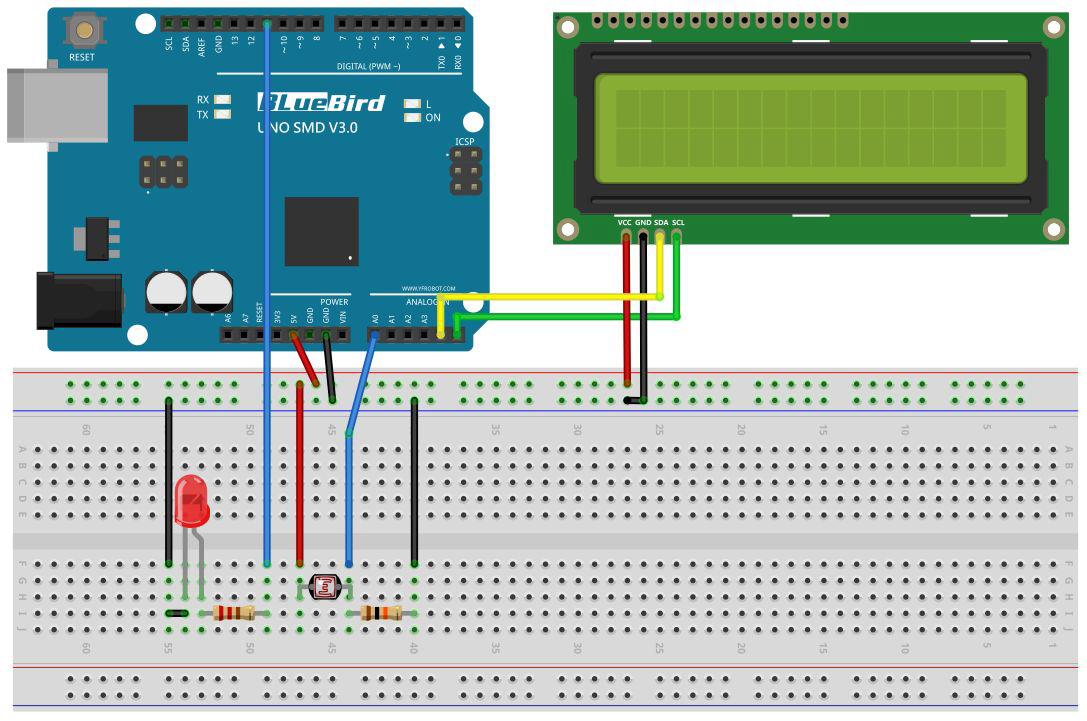 RESET
SCL
SDA
AREF
GND
13
12
~10
~9
8
7
~6
~5
4
~3
2
TX0 ▶ 1
RX0 ◀ 0
DIGITAL (PWM ~)
RX
TX
BLueBird
UNO SMD V3.0
L
ON
ICSP
WWW.YFROBOT.COM
POWER
ANALOG IN
A6
A7
RESET
3V3
5V
GND
GND
VIN
A0
A1
A2
A3
VCC GND SDA SCL
60 50 45 35 30 25 20 15 10 5 1
A A
B B
C C
D D
E E
F F
G G
H H
I I
J J
60 55 50 45 40 35 30 25 20 15 10 5 1